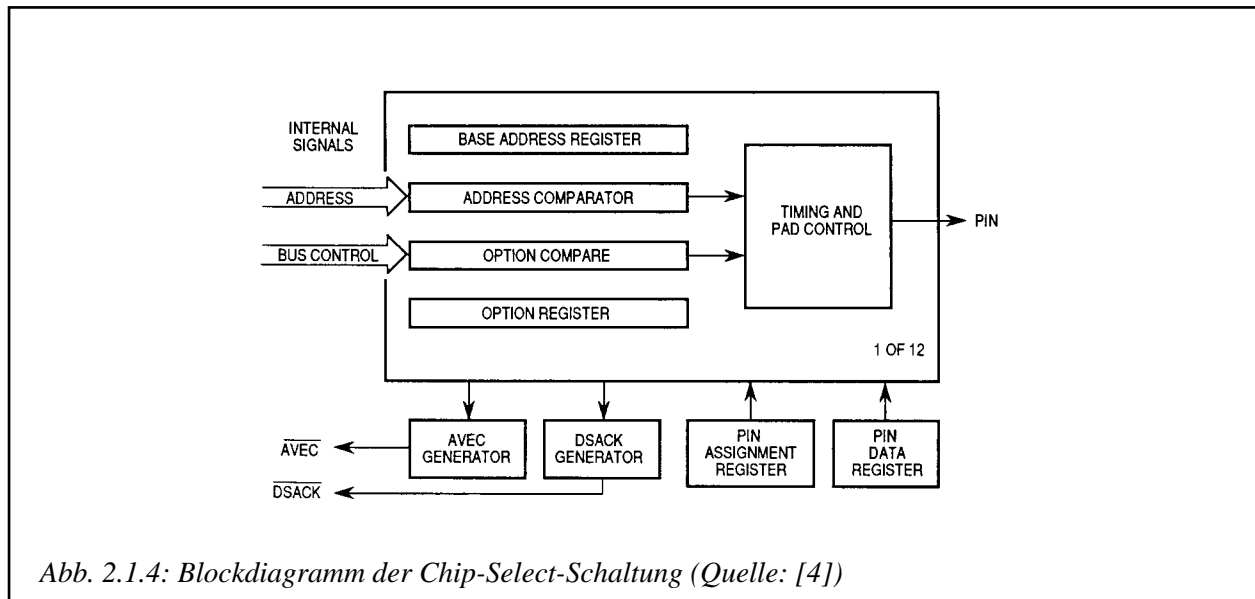 INTERNAL
SIGNALS
BASE ADDRESS REGISTER
ADDRESS
ADDRESS COMPARATOR
TIMING AND
PAD CONTROL
PIN
BUS CONTROL
OPTION COMPARE
OPTION REGISTER
1 OF 12
AVEC
AVEC
GENERATOR
DSACK
GENERATOR
PIN
ASSIGNMENT
REGISTER
PIN
DATA
REGISTER
DSACK
Abb. 2.1.4: Blockdiagramm der Chip-Select-Schaltung (Quelle: [4])